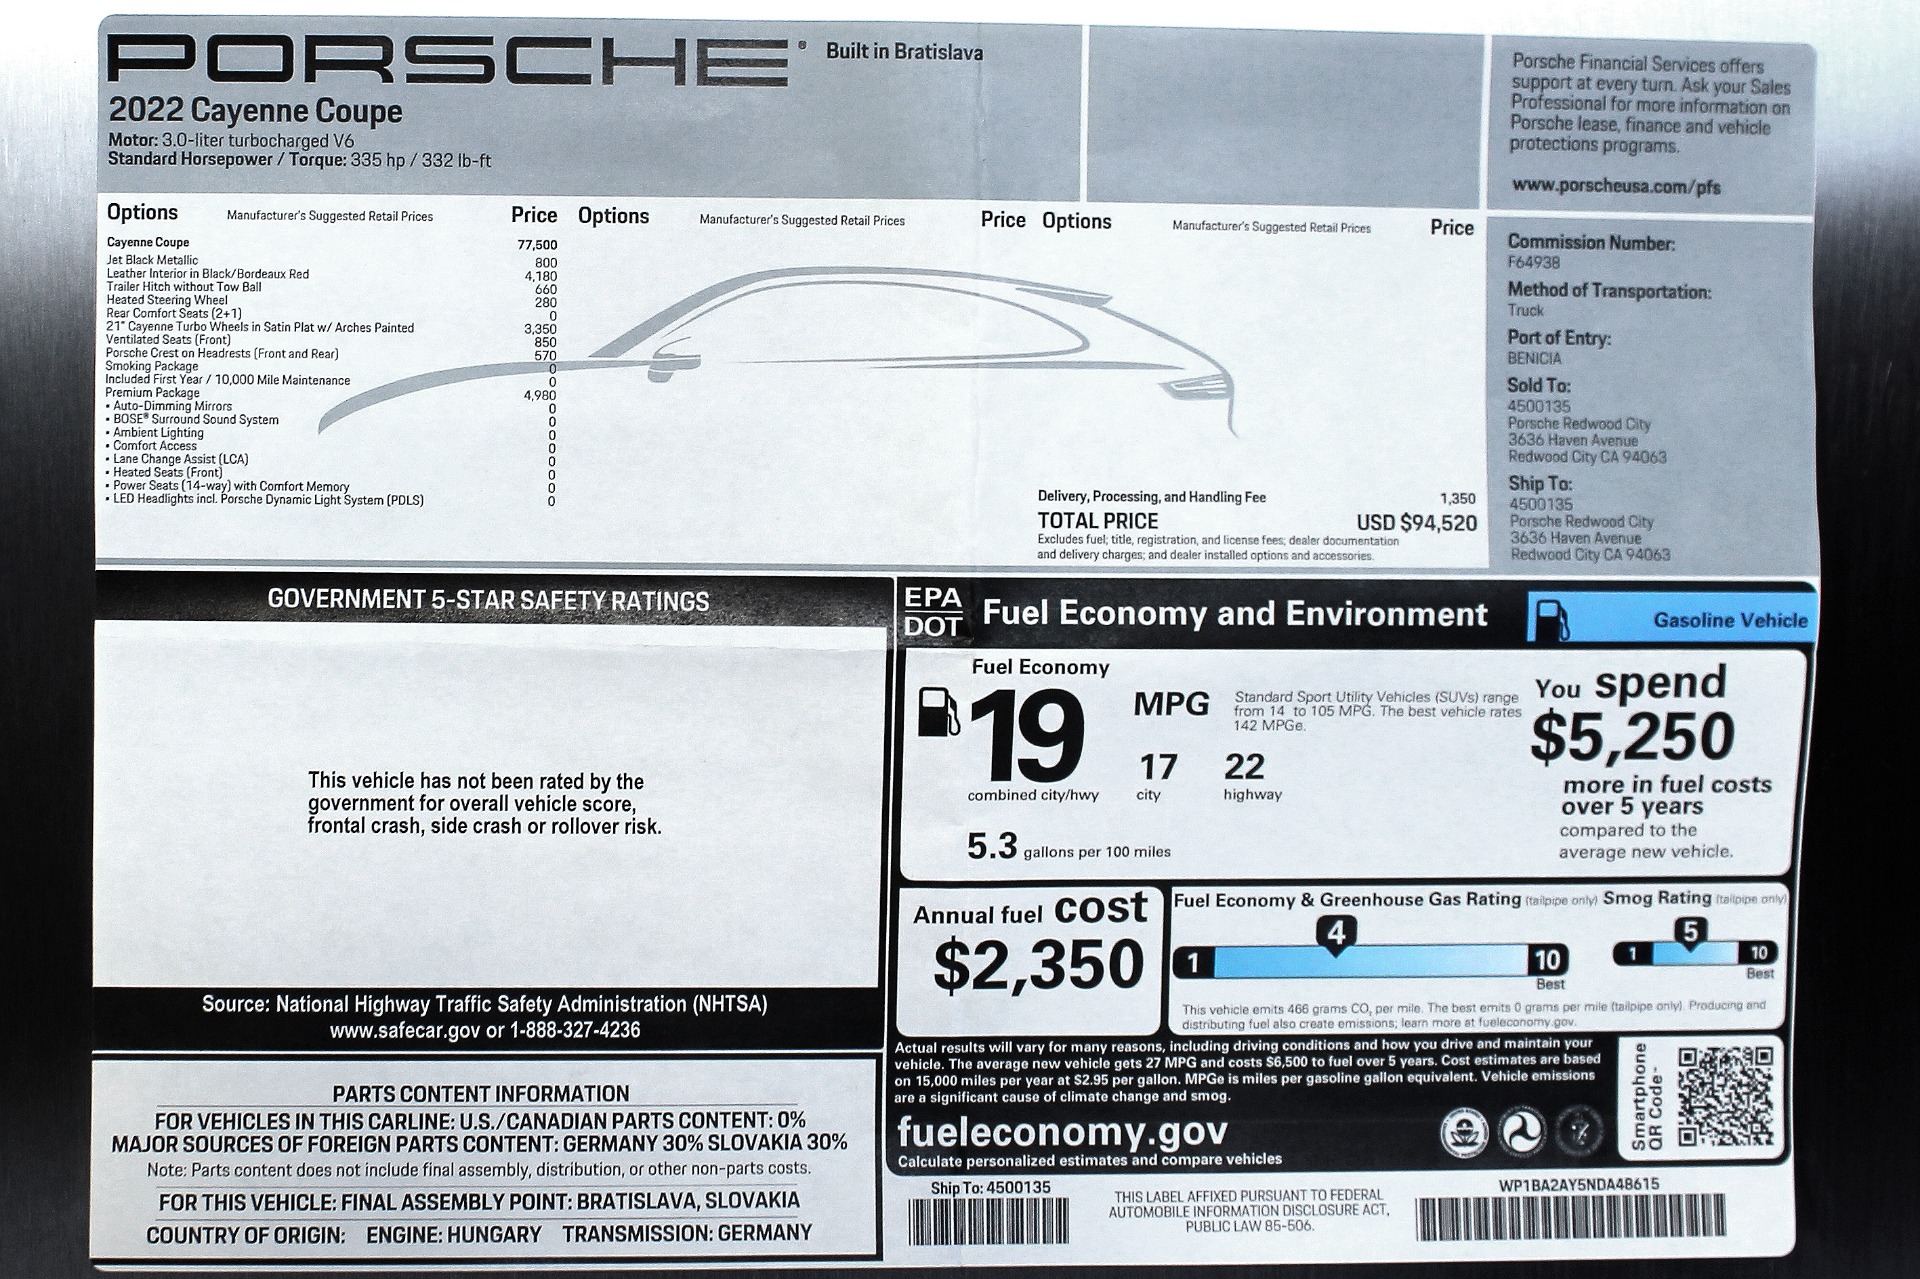 PORSCHE® Built in Bratislava
2022 Cayenne Coupe
Motor: 3.0-liter turbocharged V6
Standard Horsepower / Torque: 335 hp / 332 lb-ft
Porsche Financial Services offers
support at every turn. Ask your Sales
Professional for more information on
Porsche lease, finance and vehicle
protections programs.
www.porscheusa.com/pfs
Options Manufacturer's Suggested Retail Prices Price Options Manufacturer's Suggested Retail Prices Price Options Manufacturer's Suggested Retail Prices Price
Cayenne Coupe 77,500
Jet Black Metallic 800
Leather Interior in Black/Bordeaux Red 4,180
Trailer Hitch without Tow Ball 660
Heated Steering Wheel 280
Rear Comfort Seats (2+1) 0
21" Cayenne Turbo Wheels in Satin Plat w/ Arches Painted 3,350
Ventilated Seats (Front) 850
Porsche Crest on Headrests (Front and Rear) 570
Smoking Package 0
Included First Year / 10,000 Mile Maintenance 0
Premium Package 4,980
• Auto-Dimming Mirrors 0
• BOSE® Surround Sound System 0
• Ambient Lighting 0
• Comfort Access 0
• Lane Change Assist (LCA) 0
• Heated Seats (Front) 0
• Power Seats (14-way) with Comfort Memory 0
• LED Headlights incl. Porsche Dynamic Light System (PDLS) 0
Delivery, Processing, and Handling Fee 1,350
TOTAL PRICE USD $94,520
Excludes fuel; title, registration, and license fees; dealer documentation
and delivery charges; and dealer installed options and accessories.
Commission Number:
F64938
Method of Transportation:
Truck
Port of Entry:
BENICIA
Sold To:
4500135
Porsche Redwood City
3636 Haven Avenue
Redwood City CA 94063
Ship To:
4500135
Porsche Redwood City
3636 Haven Avenue
Redwood City CA 94063
GOVERNMENT 5-STAR SAFETY RATINGS
This vehicle has not been rated by the
government for overall vehicle score,
frontal crash, side crash or rollover risk.
Source: National Highway Traffic Safety Administration (NHTSA)
www.safecar.gov or 1-888-327-4236
PARTS CONTENT INFORMATION
FOR VEHICLES IN THIS CARLINE: U.S./CANADIAN PARTS CONTENT: 0%
MAJOR SOURCES OF FOREIGN PARTS CONTENT: GERMANY 30% SLOVAKIA 30%
Note: Parts content does not include final assembly, distribution, or other non-parts costs.
FOR THIS VEHICLE: FINAL ASSEMBLY POINT: BRATISLAVA, SLOVAKIA
COUNTRY OF ORIGIN: ENGINE: HUNGARY TRANSMISSION: GERMANY
EPA
DOT
Fuel Economy and Environment
Gasoline Vehicle
Fuel Economy
19 MPG
combined city/hwy
17
city
22
highway
5.3 gallons per 100 miles
Standard Sport Utility Vehicles (SUVs) range
from 14 to 105 MPG. The best vehicle rates
142 MPGe.
You spend
$5,250
more in fuel costs
over 5 years
compared to the
average new vehicle.
Annual fuel cost
$2,350
Fuel Economy & Greenhouse Gas Rating (tailpipe only)
4
1 10
Best
Smog Rating (tailpipe only)
5
1 10
Best
This vehicle emits 466 grams CO₂ per mile. The best emits 0 grams per mile (tailpipe only). Producing and
distributing fuel also create emissions; learn more at fueleconomy.gov.
Actual results will vary for many reasons, including driving conditions and how you drive and maintain your
vehicle. The average new vehicle gets 27 MPG and costs $6,500 to fuel over 5 years. Cost estimates are based
on 15,000 miles per year at $2.95 per gallon. MPGe is miles per gasoline gallon equivalent. Vehicle emissions
are a significant cause of climate change and smog.
fueleconomy.gov
Calculate personalized estimates and compare vehicles
Smartphone
QR Code
Ship To: 4500135
THIS LABEL AFFIXED PURSUANT TO FEDERAL
AUTOMOBILE INFORMATION DISCLOSURE ACT,
PUBLIC LAW 85-506.
WP1BA2AY5NDA48615